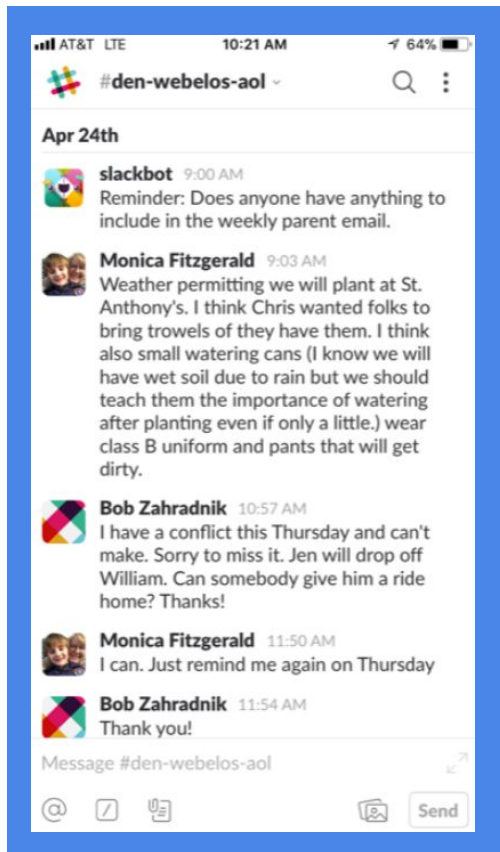 AT&T LTE 10:21 AM 64%
#den-webelos-aol
Apr 24th
slackbot 9:00 AM
Reminder: Does anyone have anything to
include in the weekly parent email.
Monica Fitzgerald 9:03 AM
Weather permitting we will plant at St.
Anthony's. I think Chris wanted folks to
bring trowels of they have them. I think
also small watering cans (I know we will
have wet soil due to rain but we should
teach them the importance of watering
after planting even if only a little.) wear
class B uniform and pants that will get
dirty.
Bob Zahradnik 10:57 AM
I have a conflict this Thursday and can't
make. Sorry to miss it. Jen will drop off
William. Can somebody give him a ride
home? Thanks!
Monica Fitzgerald 11:50 AM
I can. Just remind me again on Thursday
Bob Zahradnik 11:54 AM
Thank you!
Message #den-webelos-aol
Send